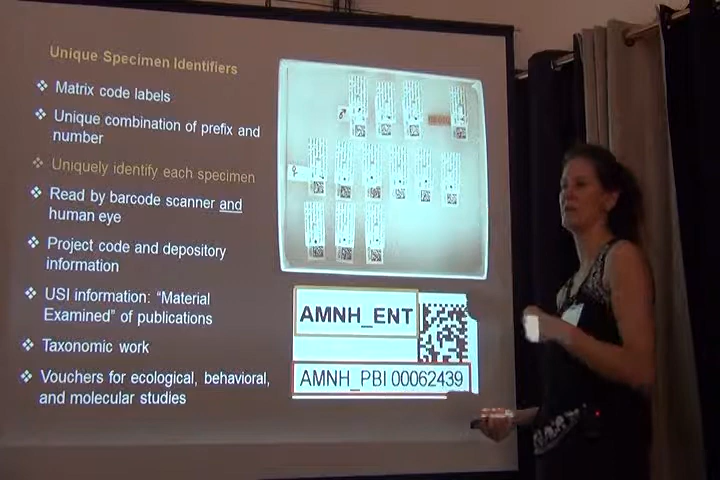 Unique Specimen Identifiers
❖ Matrix code labels
❖ Unique combination of prefix and
number
❖ Uniquely identify each specimen
❖ Read by barcode scanner and
human eye
❖ Project code and depository
information
❖ USI information: “Material
Examined” of publications
❖ Taxonomic work
❖ Vouchers for ecological, behavioral,
and molecular studies
AMNH_ENT
AMNH_PBI 00062439